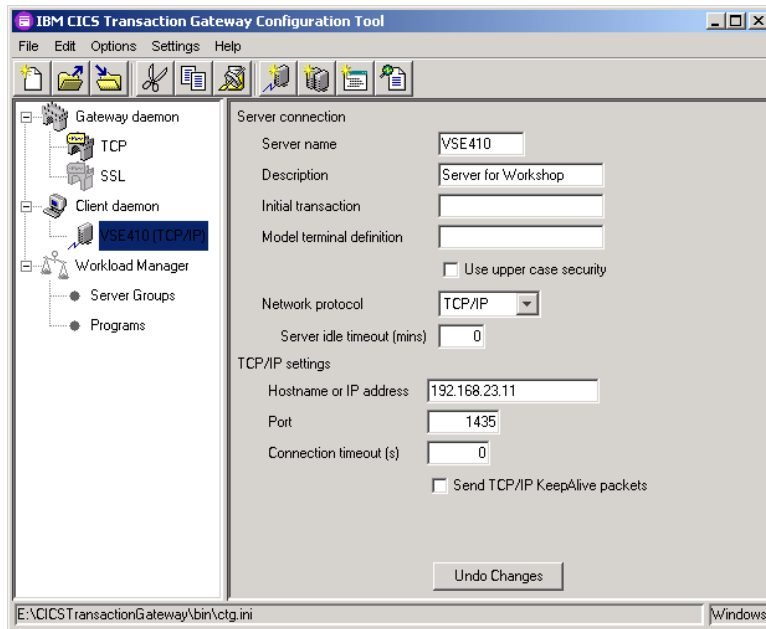 IBM CICS Transaction Gateway Configuration Tool
File Edit Options Settings Help
Gateway daemon
TCP
SSL
Client daemon
VSE410 (TCP/IP)
Workload Manager
Server Groups
Programs
Server connection
Server name VSE410
Description Server for Workshop
Initial transaction
Model terminal definition
Use upper case security
Network protocol TCP/IP
Server idle timeout (mins) 0
TCP/IP settings
Hostname or IP address 192.168.23.11
Port 1435
Connection timeout (s) 0
Send TCP/IP KeepAlive packets
Undo Changes
E:\CICSTransactionGateway\bin\ctg.ini Windows